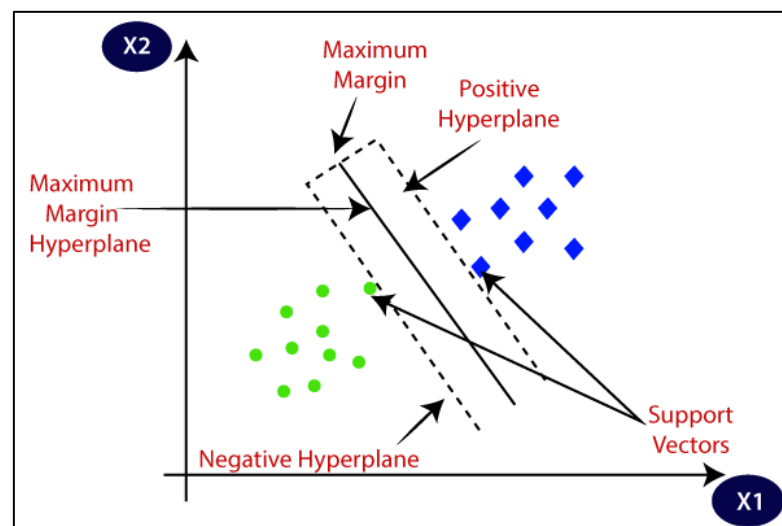 X2
Maximum
Margin
Positive
Hyperplane
Maximum
Margin
Hyperplane
Support
Vectors
Negative Hyperplane
X1